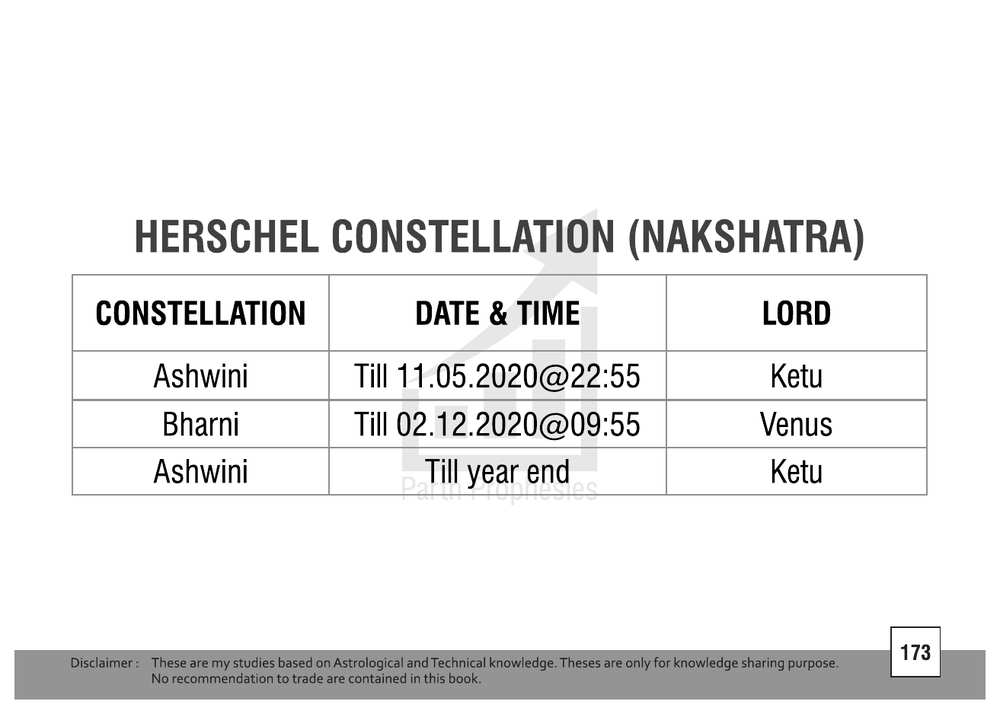 HERSCHEL CONSTELLATION (NAKSHATRA)
CONSTELLATION DATE & TIME LORD
Ashwini Till 11.05.2020@22:55 Ketu
Bharni Till 02.12.2020@09:55 Venus
Ashwini Till year end Ketu
Parth Prophesies
Disclaimer : These are my studies based on Astrological and Technical knowledge. Theses are only for knowledge sharing purpose.
No recommendation to trade are contained in this book.
173